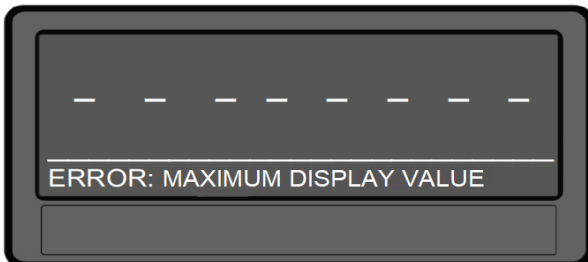 - - - - - - - -
ERROR: MAXIMUM DISPLAY VALUE